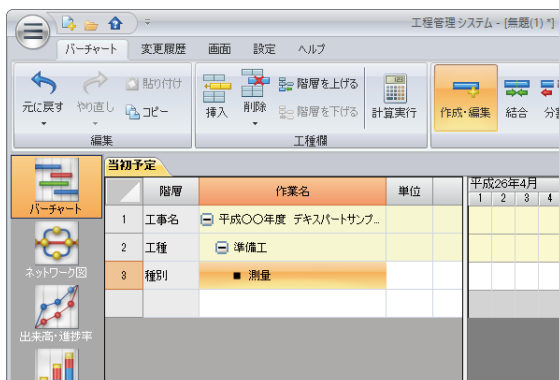 工程管理システム - [無題(1) *]
バーチャート 変更履歴 画面 設定 ヘルプ
元に戻す やり直し 貼り付け コピー 挿入 削除 階層を上げる 階層を下げる 計算実行 作成・編集 結合 分割
編集 工種欄
当初予定
階層 作業名 単位 平成26年4月
1 2 3 4
1 工事名 平成○○年度 デキスパートサンプ...
2 工種 準備工
3 種別 ■ 測量
バーチャート
ネットワーク図
出来高・進捗率